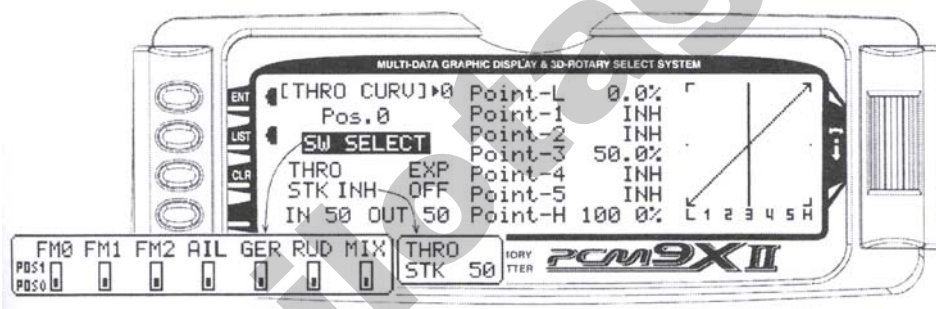 MULTI-DATA GRAPHIC DISPLAY & 3D-ROTARY SELECT SYSTEM
ENT
LIST
CLR
[THRO CURV]▸0
Pos.0
SW SELECT
THRO EXP
STK INH OFF
IN 50 OUT 50
Point-L 0.0%
Point-1 INH
Point-2 INH
Point-3 50.0%
Point-4 INH
Point-5 INH
Point-H 100 0%
L 1 2 3 4 5 H
FM0 FM1 FM2 AIL GER RUD MIX
POS1
POS0
THRO
STK 50
PCM9X II